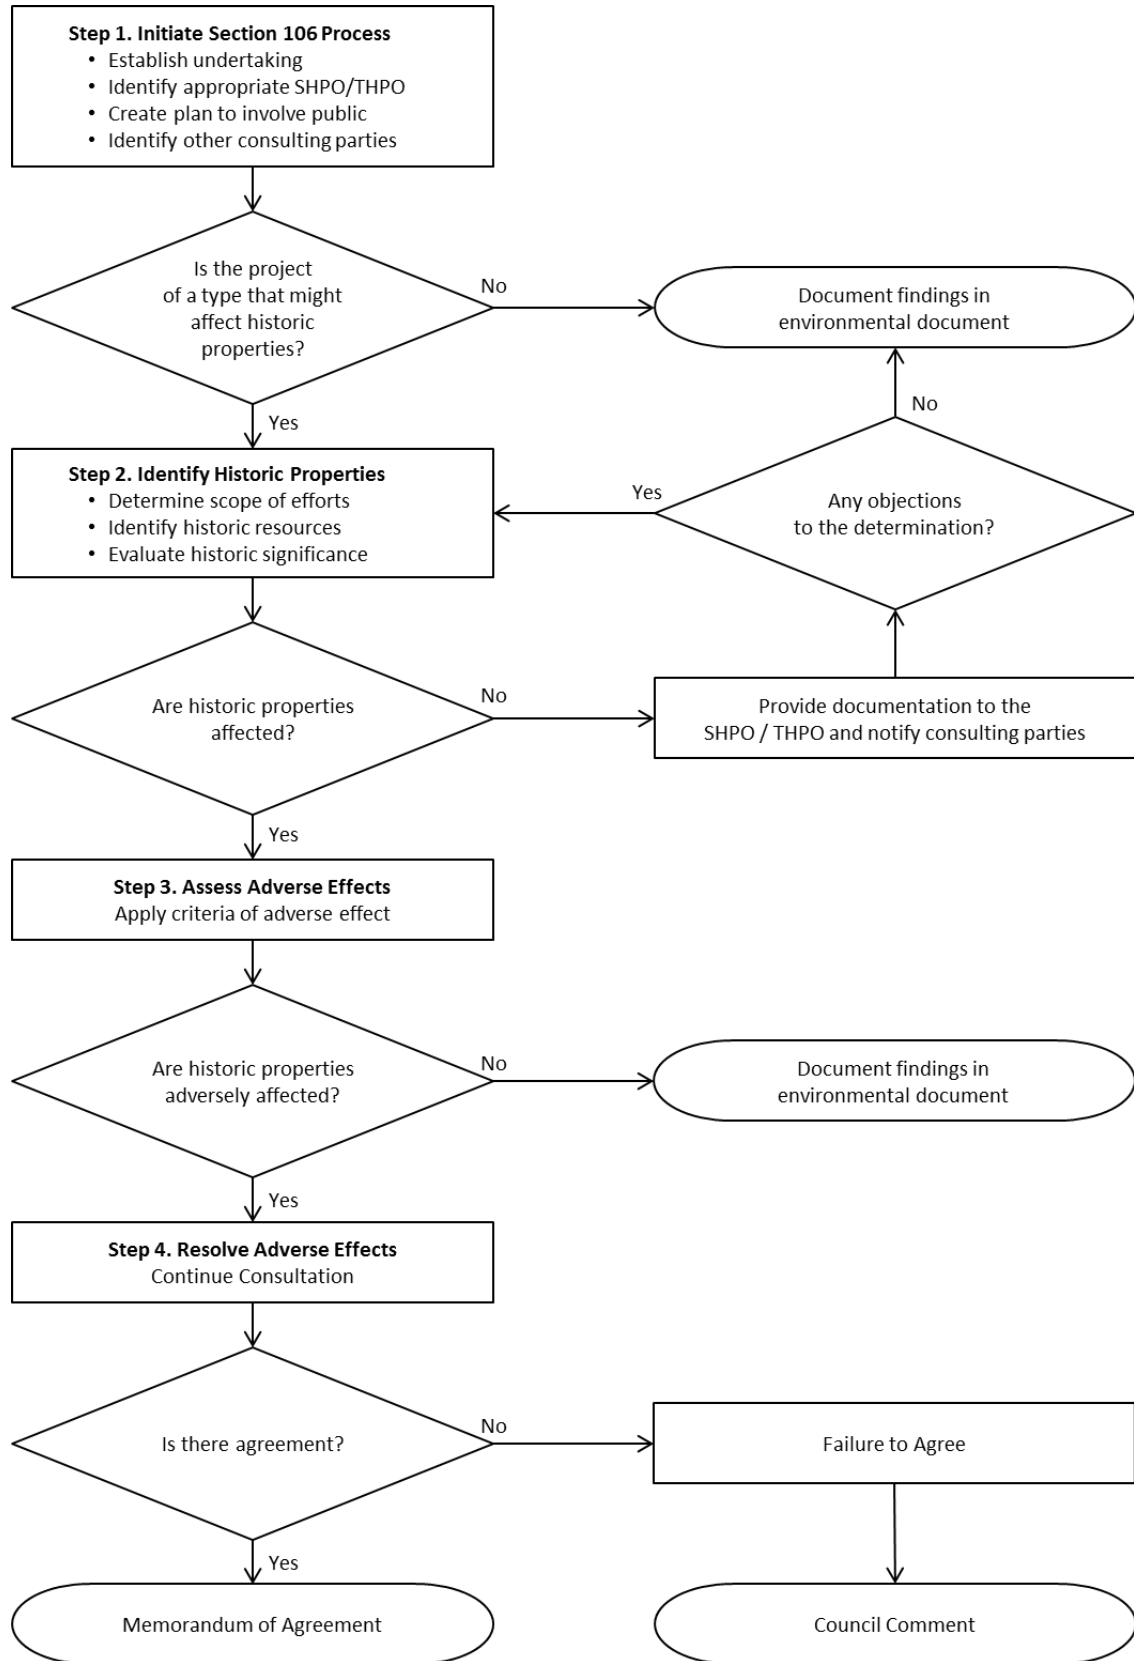 Step 1. Initiate Section 106 Process
• Establish undertaking
• Identify appropriate SHPO/THPO
• Create plan to involve public
• Identify other consulting parties
Is the project
of a type that might
affect historic
properties?
No
Document findings in
environmental document
Yes
No
Step 2. Identify Historic Properties
• Determine scope of efforts
• Identify historic resources
• Evaluate historic significance
Yes
Any objections
to the determination?
Are historic properties
affected?
No
Provide documentation to the
SHPO / THPO and notify consulting parties
Yes
Step 3. Assess Adverse Effects
Apply criteria of adverse effect
Are historic properties
adversely affected?
No
Document findings in
environmental document
Yes
Step 4. Resolve Adverse Effects
Continue Consultation
Is there agreement?
No
Failure to Agree
Yes
Memorandum of Agreement
Council Comment